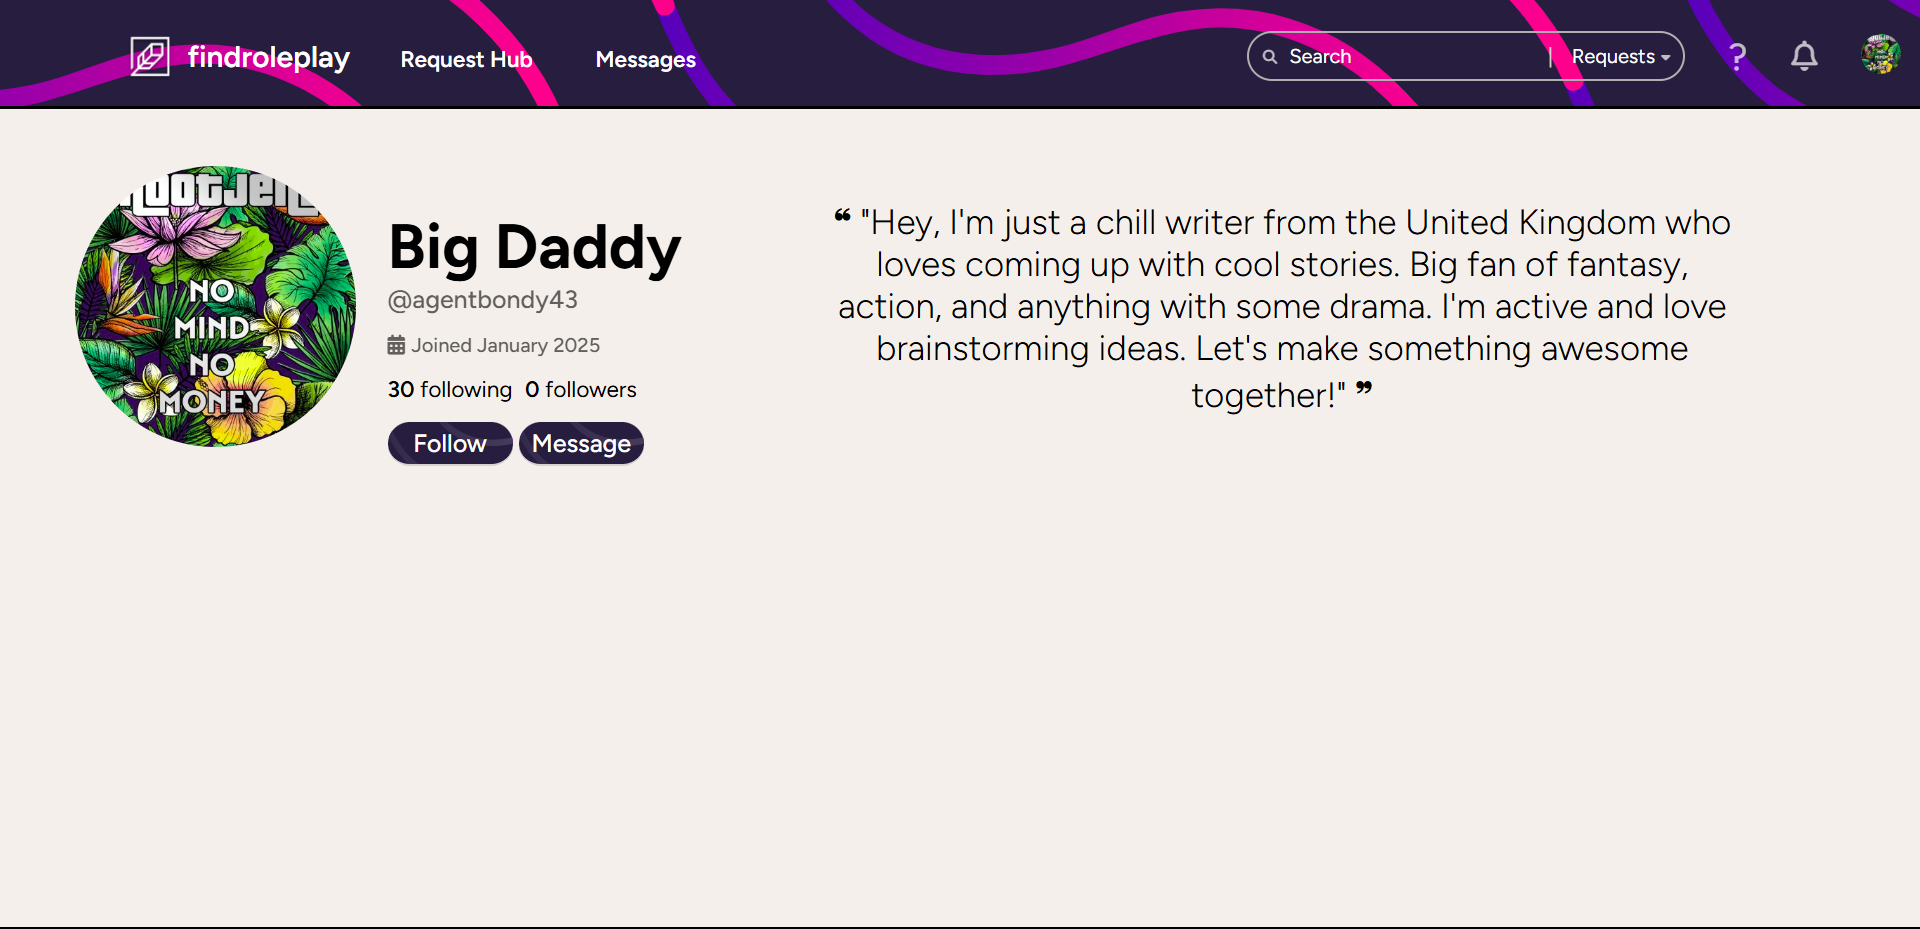 findroleplay
Request Hub
Messages
Search
|
Requests
?
NO
MIND
NO
MONEY
Big Daddy
@agentbondy43
Joined January 2025
30 following 0 followers
Follow
Message
❝ "Hey, I'm just a chill writer from the United Kingdom who
loves coming up with cool stories. Big fan of fantasy,
action, and anything with some drama. I'm active and love
brainstorming ideas. Let's make something awesome
together!" ❞